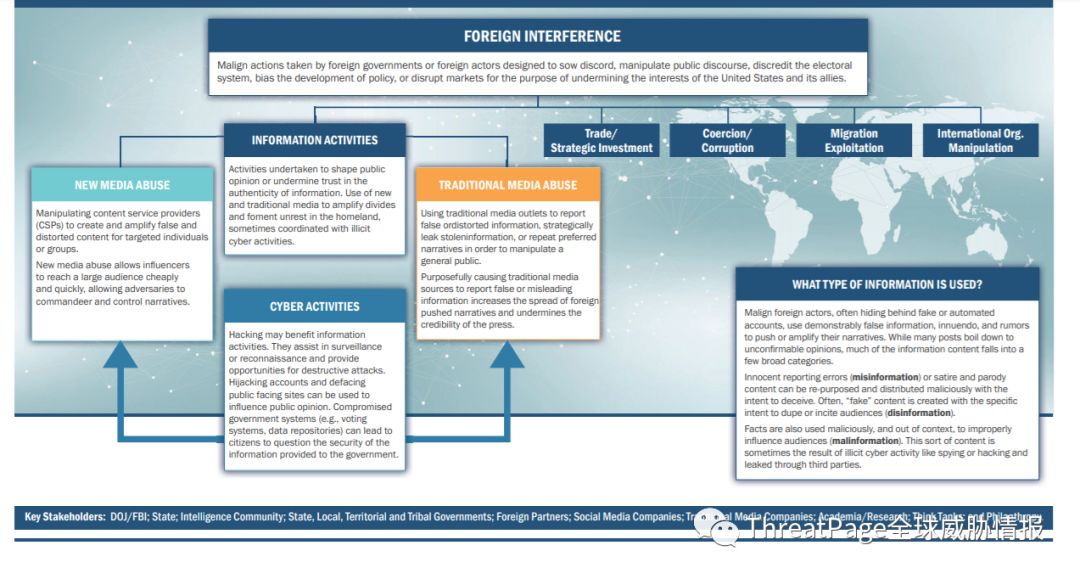 FOREIGN INTERFERENCE
Malign actions taken by foreign governments or foreign actors designed to sow discord, manipulate public discourse, discredit the electoral
system, bias the development of policy, or disrupt markets for the purpose of undermining the interests of the United States and its allies.
INFORMATION ACTIVITIES
Activities undertaken to shape public
opinion or undermine trust in the
authenticity of information. Use of new
and traditional media to amplify divides
and foment unrest in the homeland,
sometimes coordinated with illicit
cyber activities.
Trade/
Strategic Investment
Coercion/
Corruption
Migration
Exploitation
International Org.
Manipulation
NEW MEDIA ABUSE
Manipulating content service providers
(CSPs) to create and amplify false and
distorted content for targeted individuals
or groups.
New media abuse allows influencers
to reach a large audience cheaply
and quickly, allowing adversaries to
commandeer and control narratives.
TRADITIONAL MEDIA ABUSE
Using traditional media outlets to report
false ordistorted information, strategically
leak stoleninformation, or repeat preferred
narratives in order to manipulate a
general public.
Purposefully causing traditional media
sources to report false or misleading
information increases the spread of foreign
pushed narratives and undermines the
credibility of the press.
CYBER ACTIVITIES
Hacking may benefit information
activities. They assist in surveillance
or reconnaissance and provide
opportunities for destructive attacks.
Hijacking accounts and defacing
public facing sites can be used to
influence public opinion. Compromised
government systems (e.g., voting
systems, data repositories) can lead to
citizens to question the security of the
information provided to the government.
WHAT TYPE OF INFORMATION IS USED?
Malign foreign actors, often hiding behind fake or automated
accounts, use demonstrably false information, innuendo, and rumors
to push or amplify their narratives. While many posts boil down to
unconfirmable opinions, much of the information content falls into a
few broad categories.
Innocent reporting errors (misinformation) or satire and parody
content can be re-purposed and distributed maliciously with the
intent to deceive. Often, “fake” content is created with the specific
intent to dupe or incite audiences (disinformation).
Facts are also used maliciously, and out of context, to improperly
influence audiences (malinformation). This sort of content is
sometimes the result of illicit cyber activity like spying or hacking and
leaked through third parties.
Key Stakeholders: DOJ/FBI; State; Intelligence Community; State, Local, Territorial and Tribal Governments; Foreign Partners; Social Media Companies; Media Companies; Academia/Research; Think Tanks; and Philanthropy
ThreatPage全球威胁情报